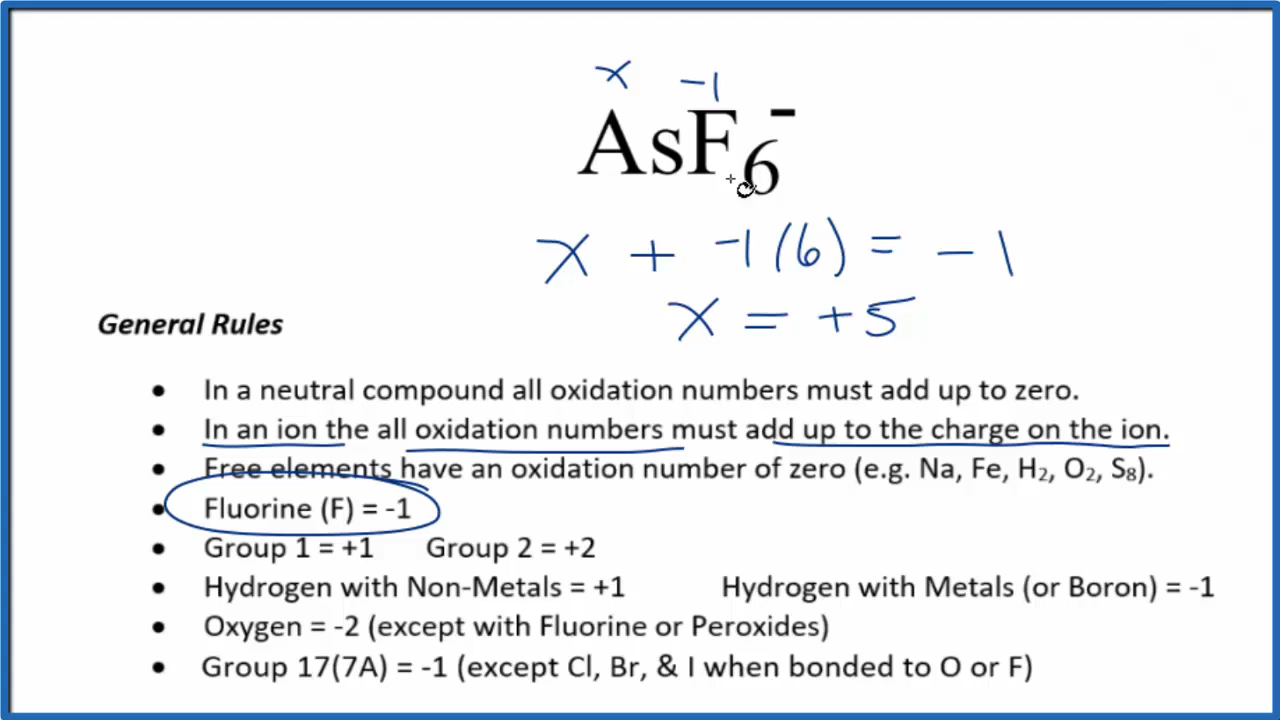 x -1
AsF₆⁻
x + -1(6) = -1
x = +5
General Rules
• In a neutral compound all oxidation numbers must add up to zero.
• In an ion the all oxidation numbers must add up to the charge on the ion.
• Free elements have an oxidation number of zero (e.g. Na, Fe, H₂, O₂, S₈).
• Fluorine (F) = -1
• Group 1 = +1 Group 2 = +2
• Hydrogen with Non-Metals = +1 Hydrogen with Metals (or Boron) = -1
• Oxygen = -2 (except with Fluorine or Peroxides)
• Group 17(7A) = -1 (except Cl, Br, & I when bonded to O or F)